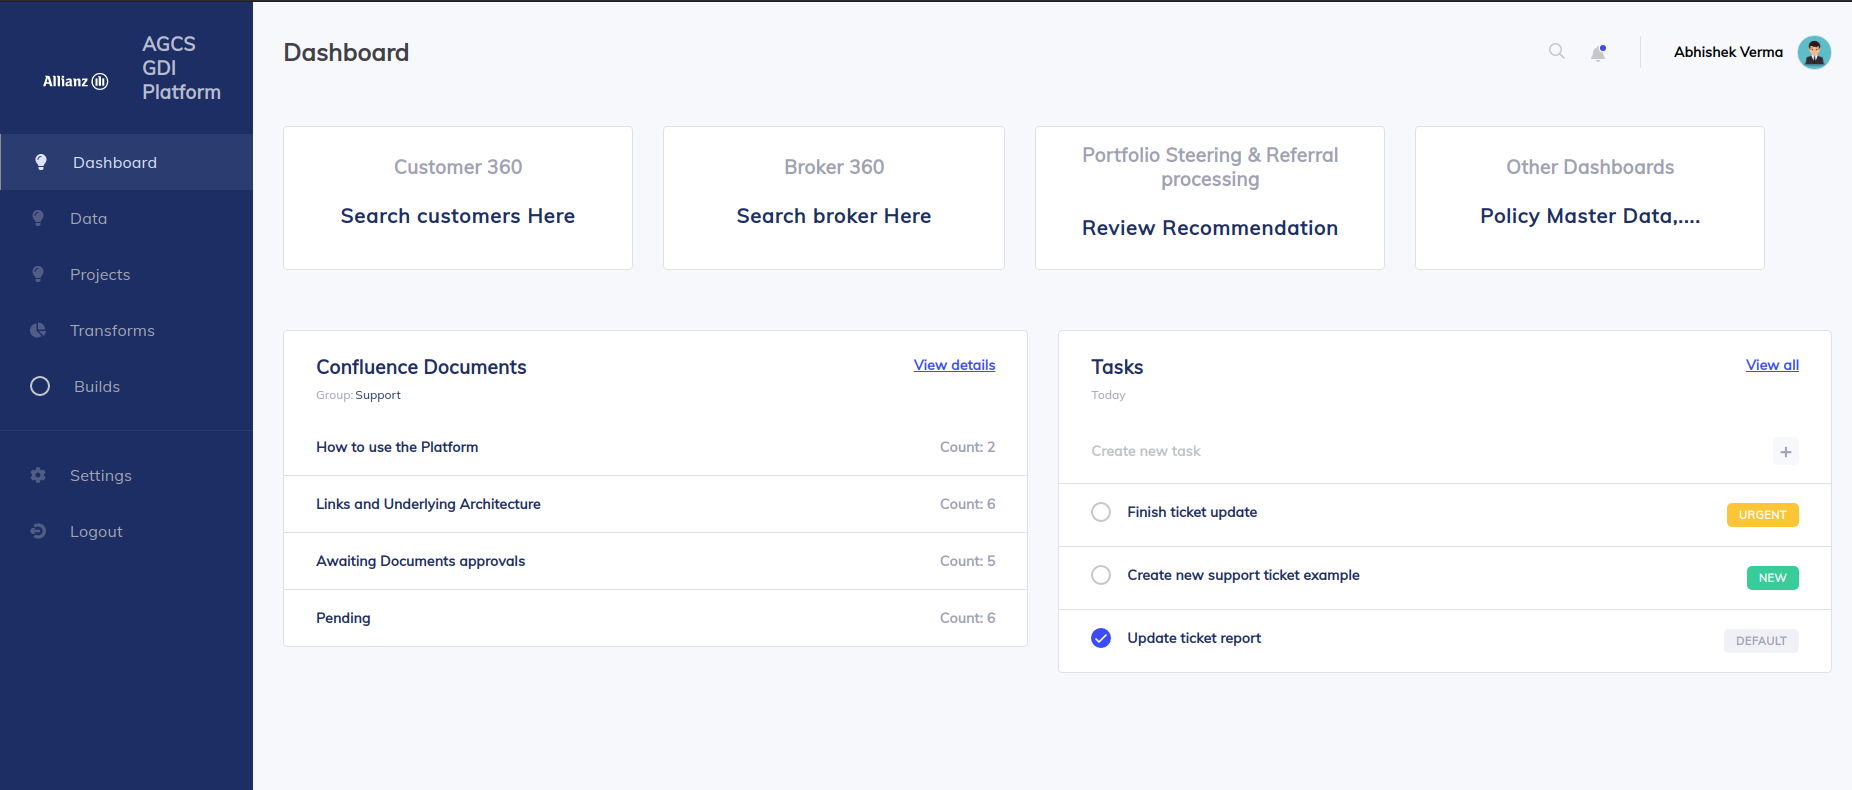 AGCS
GDI
Platform
Allianz
Dashboard
Data
Projects
Transforms
Builds
Settings
Logout
Dashboard
Abhishek Verma
Customer 360
Search customers Here
Broker 360
Search broker Here
Portfolio Steering & Referral
processing
Review Recommendation
Other Dashboards
Policy Master Data,....
Confluence Documents
View details
Group: Support
How to use the Platform
Count: 2
Links and Underlying Architecture
Count: 6
Awaiting Documents approvals
Count: 5
Pending
Count: 6
Tasks
View all
Today
Create new task
+
Finish ticket update
URGENT
Create new support ticket example
NEW
Update ticket report
DEFAULT